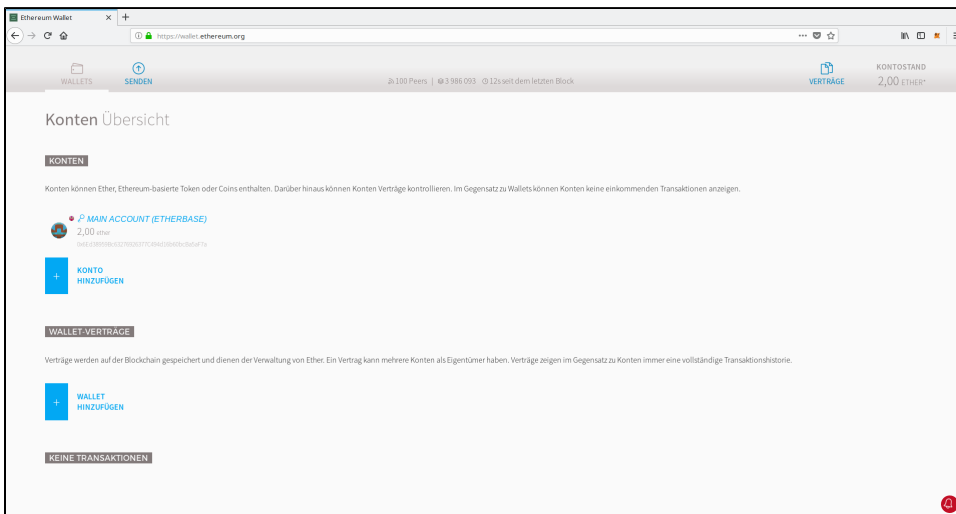 Ethereum Wallet
https://wallet.ethereum.org
WALLETS
SENDEN
100 Peers | 3 986 093 12s seit dem letzten Block
VERTRÄGE
KONTOSTAND
2,00 ETHER*
Konten Übersicht
KONTEN
Konten können Ether, Ethereum-basierte Token oder Coins enthalten. Darüber hinaus können Konten Verträge kontrollieren. Im Gegensatz zu Wallets können Konten keine einkommenden Transaktionen anzeigen.
MAIN ACCOUNT (ETHERBASE)
2,00 ether
KONTO
HINZUFÜGEN
WALLET-VERTRÄGE
Verträge werden auf der Blockchain gespeichert und dienen der Verwaltung von Ether. Ein Vertrag kann mehrere Konten als Eigentümer haben. Verträge zeigen im Gegensatz zu Konten immer eine vollständige Transaktionshistorie.
WALLET
HINZUFÜGEN
KEINE TRANSAKTIONEN